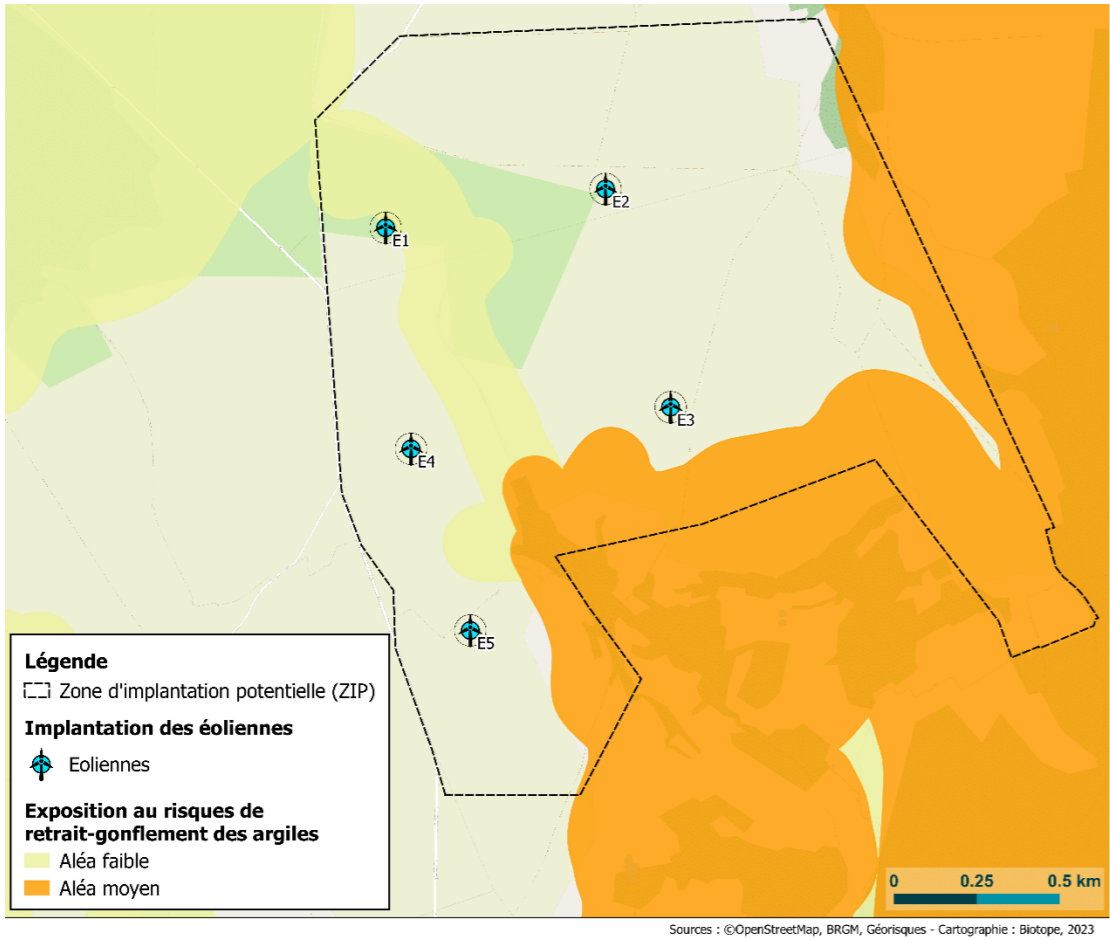 E2
E1
E3
E4
E5
Légende
Zone d'implantation potentielle (ZIP)
Implantation des éoliennes
Eoliennes
Exposition au risques de
retrait-gonflement des argiles
Aléa faible
Aléa moyen
0 0.25 0.5 km
Sources : ©OpenStreetMap, BRGM, Géorisques - Cartographie : Biotope, 2023